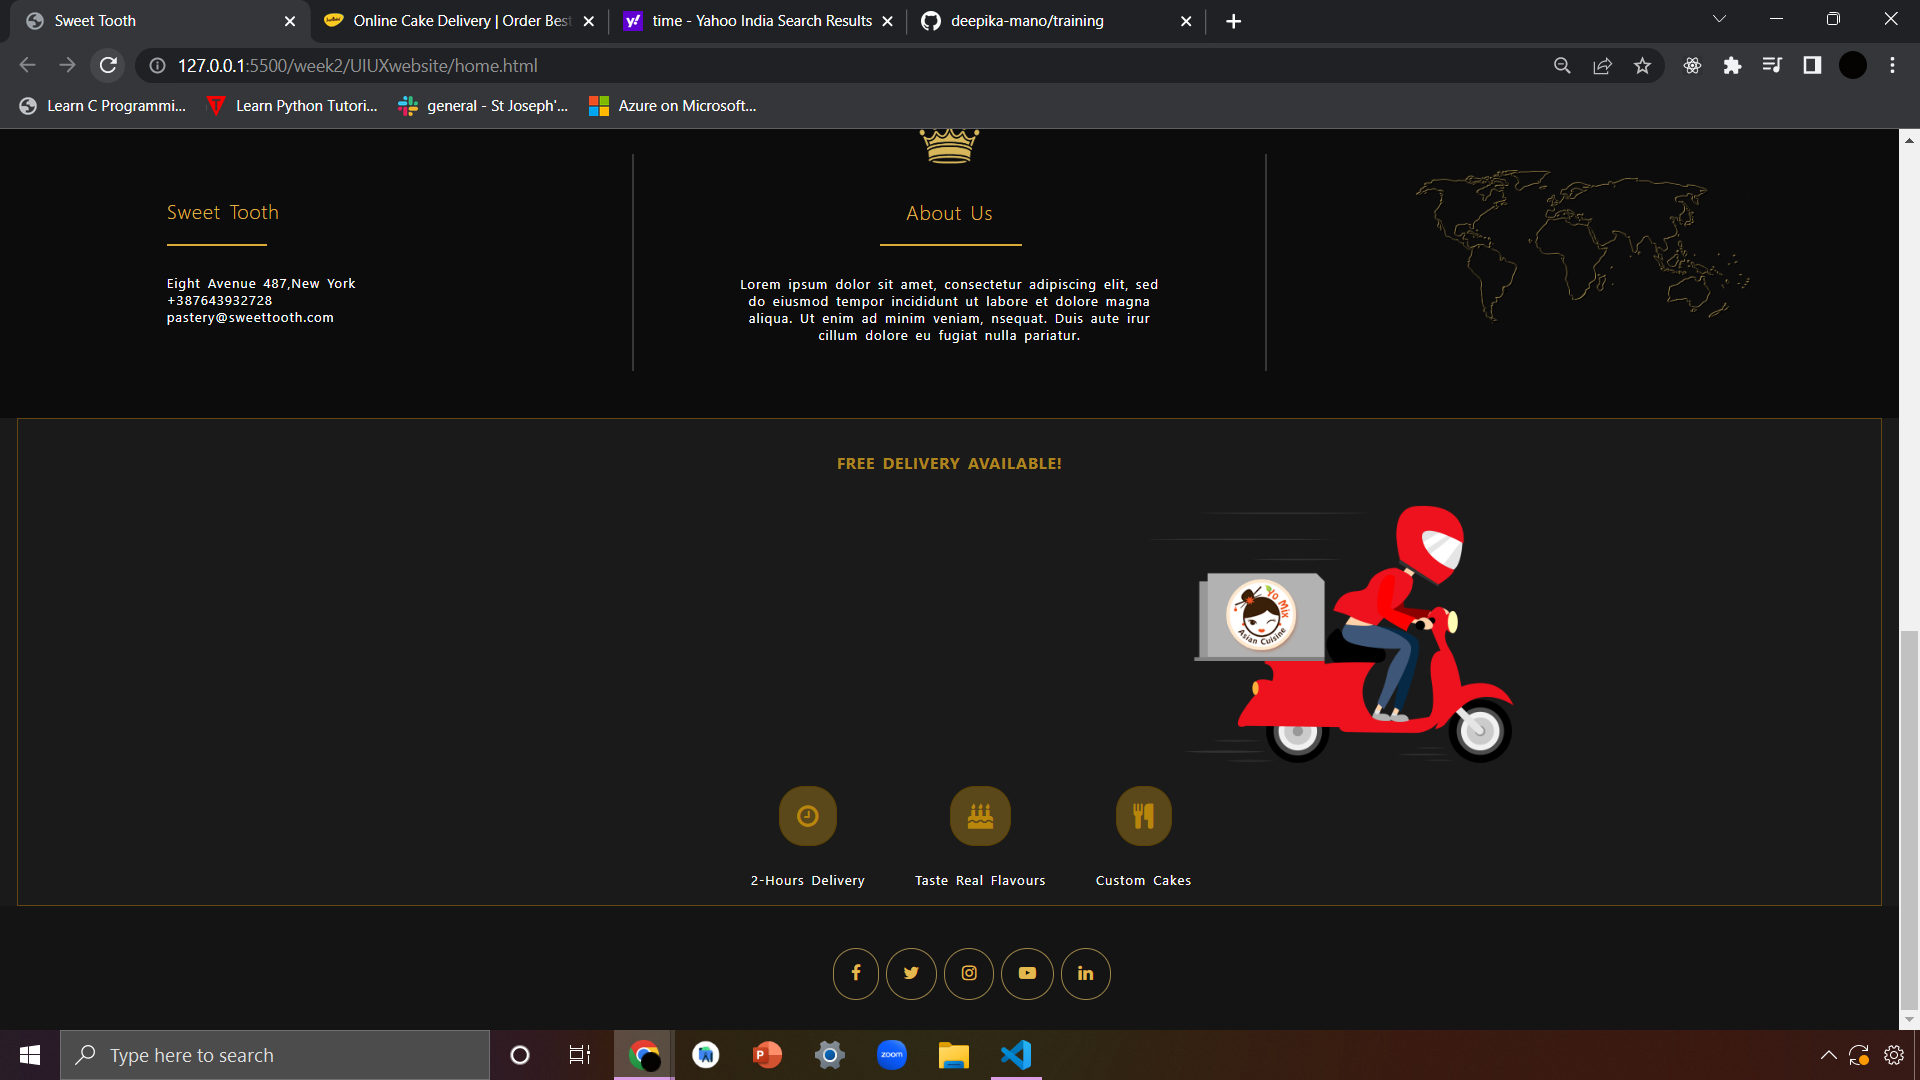 Sweet Tooth
Online Cake Delivery | Order Best
time - Yahoo India Search Results
deepika-mano/training
127.0.0.1:5500/week2/UIUXwebsite/home.html
Learn C Programmi...
Learn Python Tutori...
general - St Joseph'...
Azure on Microsoft...
Sweet Tooth
Eight Avenue 487,New York
+387643932728
pastery@sweettooth.com
About Us
Lorem ipsum dolor sit amet, consectetur adipiscing elit, sed
do eiusmod tempor incididunt ut labore et dolore magna
aliqua. Ut enim ad minim veniam, nsequat. Duis aute irur
cillum dolore eu fugiat nulla pariatur.
FREE DELIVERY AVAILABLE!
Yo Mix
Asian Cuisine
2-Hours Delivery
Taste Real Flavours
Custom Cakes
Type here to search
zoom